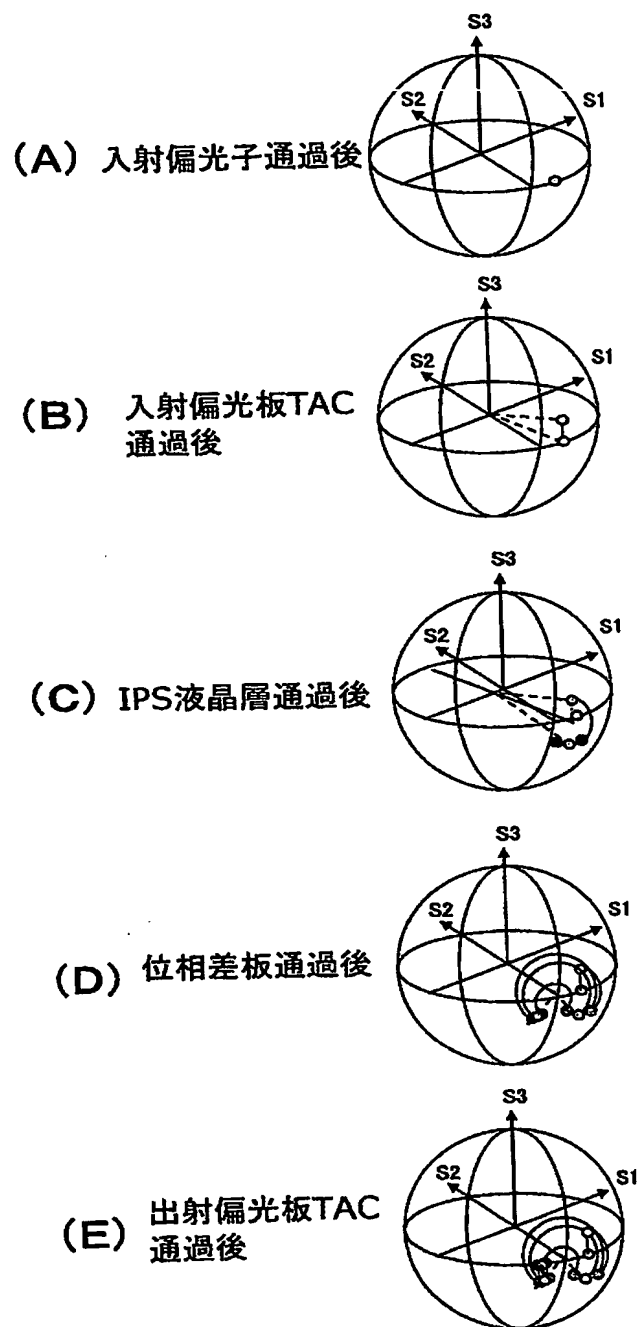 S3
S2
S1
(A) 入射偏光子通過後
S3
S2
S1
(B) 入射偏光板TAC
通過後
S3
S2
S1
(C) IPS液晶層通過後
S3
S2
S1
(D) 位相差板通過後
S3
S2
S1
(E) 出射偏光板TAC
通過後